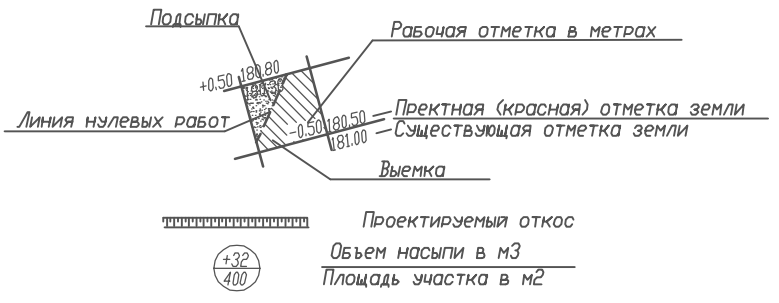 Подсыпка
Рабочая отметка в метрах
+0.50 180.80
180.30
Линия нулевых работ
-0.50 180.50
Пректная (красная) отметка земли
181.00
Существующая отметка земли
Выемка
Проектируемый откос
+32
400
Объем насыпи в м3
Площадь участка в м2